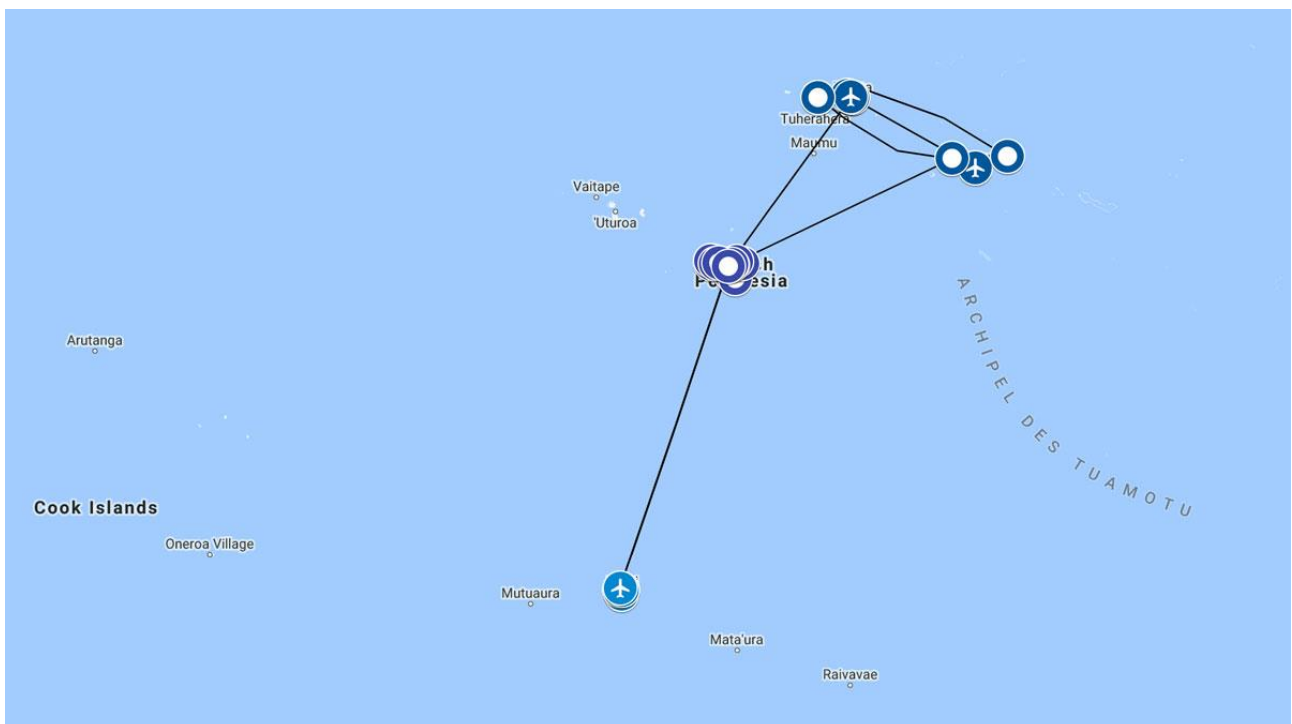 Tuherahera
Maumu
Vaitape
'Uturoa
ARCHIPEL DES TUAMOTU
Arutanga
Cook Islands
Oneroa Village
Mutuaura
Mata'ura
Raivavae